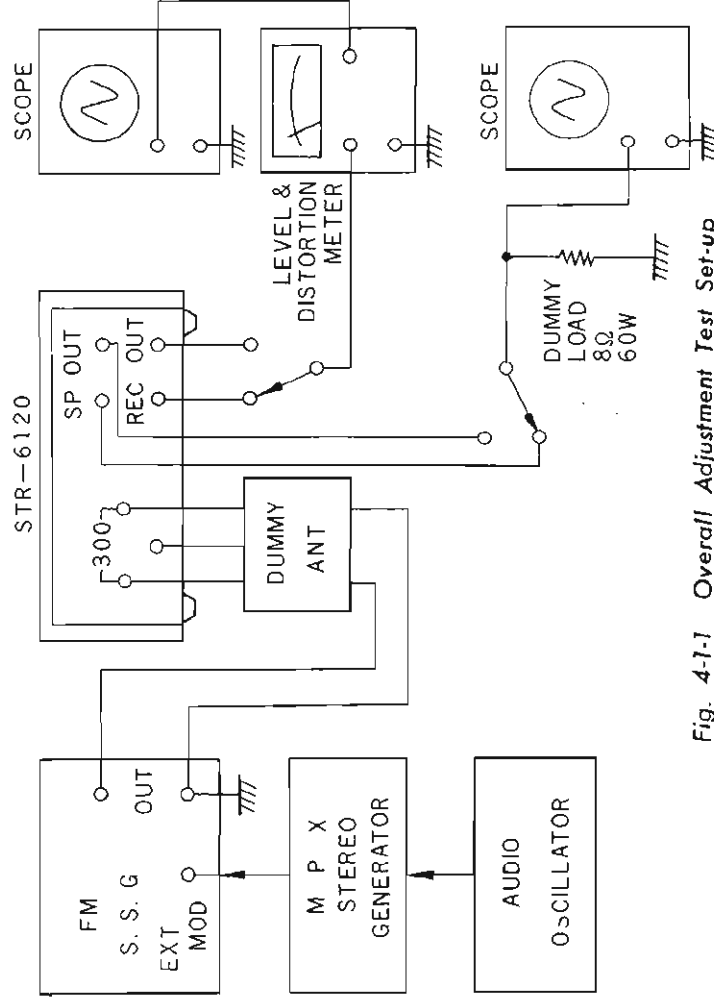 FM
S. S. G
OUT
EXT
MOD
M P X
STEREO
GENERATOR
AUDIO
OSCILLATOR
STR-6120
300
SP OUT
REC OUT
DUMMY
ANT
SCOPE
LEVEL &
DISTORTION
METER
SCOPE
DUMMY
LOAD
8Ω
60W
Fig. 4-1-1 Overall Adjustment Test Set-up